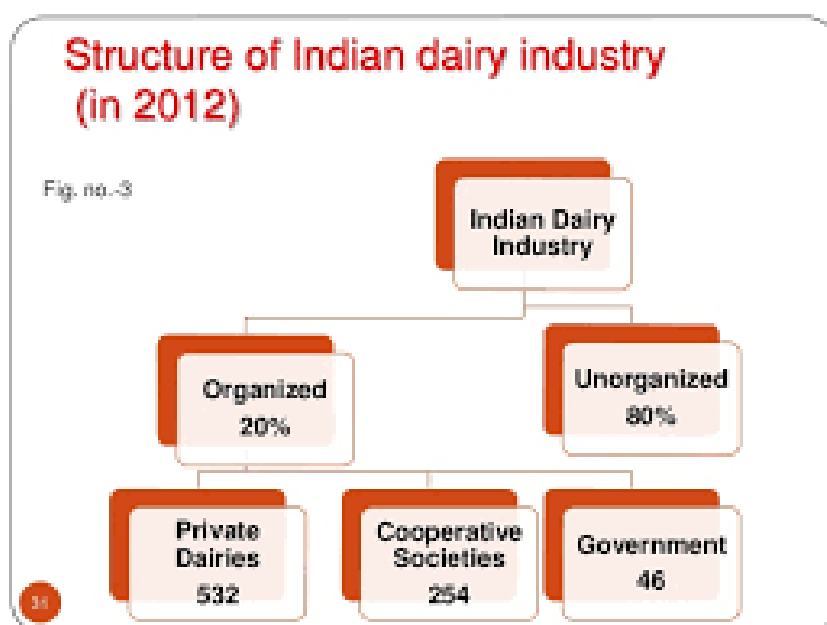 Structure of Indian dairy industry
(in 2012)
Fig. no.-3
Indian Dairy
Industry
Organized
20%
Unorganized
80%
Private
Dairies
532
Cooperative
Societies
254
Government
46